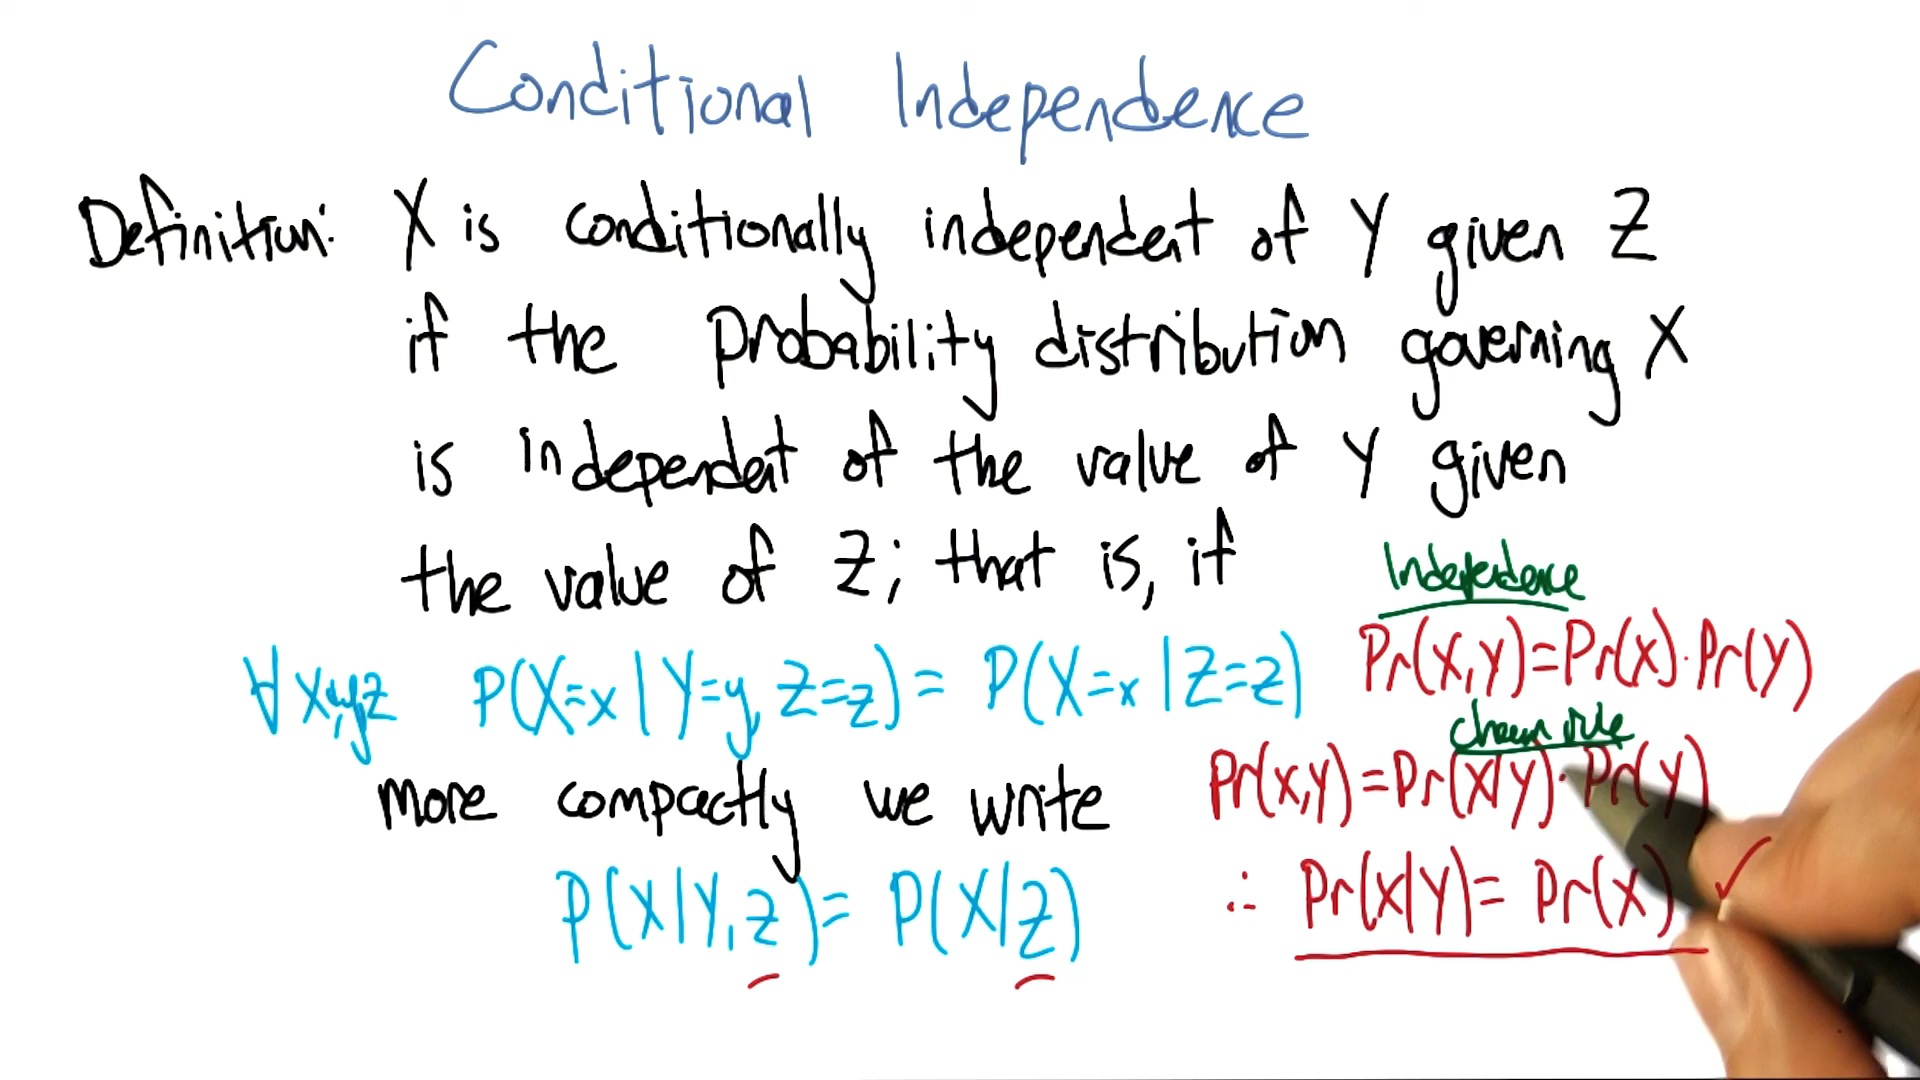 Conditional Independence
Definition: X is conditionally independent of Y given Z
if the probability distribution governing X
is independent of the value of Y given
the value of Z; that is, if
∀x,y,z P(X=x|Y=y, Z=z) = P(X=x|Z=z)
more compactly we write
P(X|Y,Z) = P(X|Z)
Independence
Pr(X,Y)=Pr(X)·Pr(Y)
chain rule
Pr(x,y)=Pr(X|Y)·Pr(Y)
∴ Pr(X|Y)= Pr(X) ✓